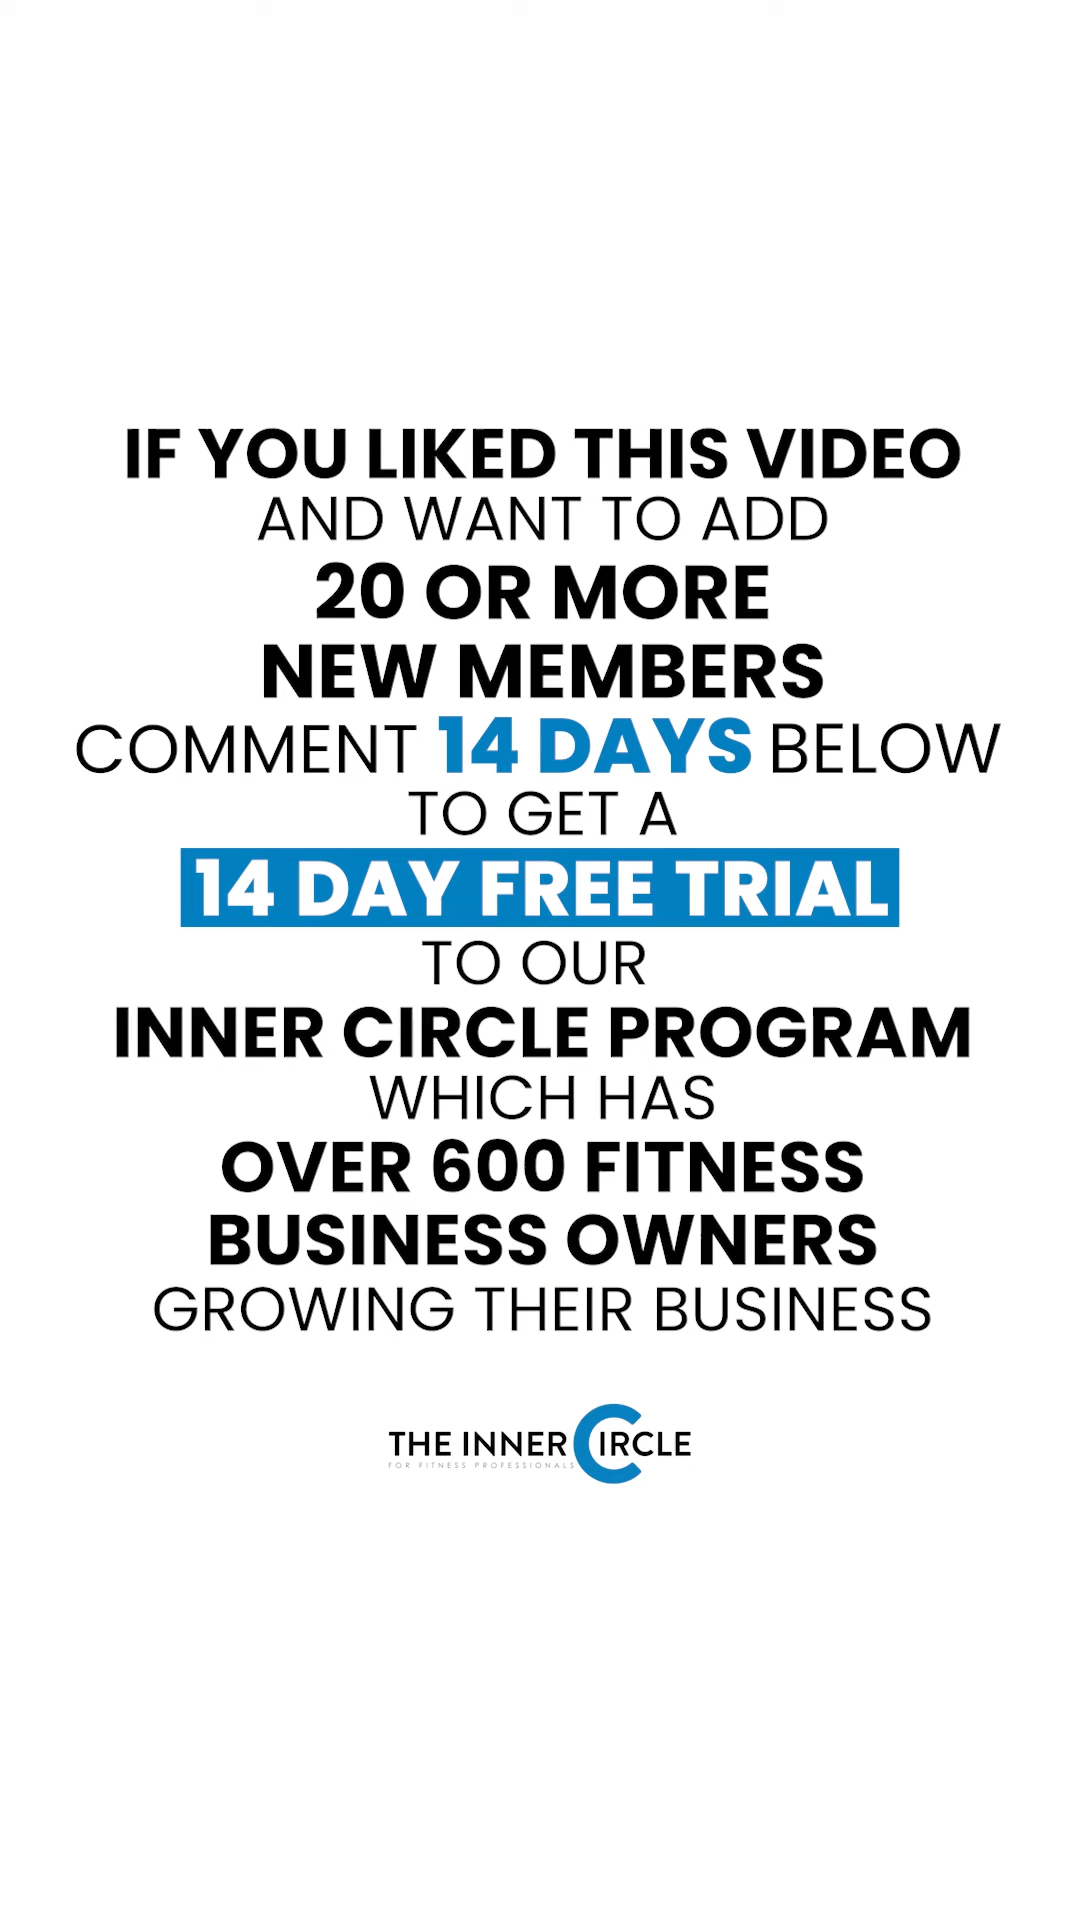 IF YOU LIKED THIS VIDEO
AND WANT TO ADD
20 OR MORE
NEW MEMBERS
COMMENT 14 DAYS BELOW
TO GET A
14 DAY FREE TRIAL
TO OUR
INNER CIRCLE PROGRAM
WHICH HAS
OVER 600 FITNESS
BUSINESS OWNERS
GROWING THEIR BUSINESS
THE INNER CIRCLE
FOR FITNESS PROFESSIONALS